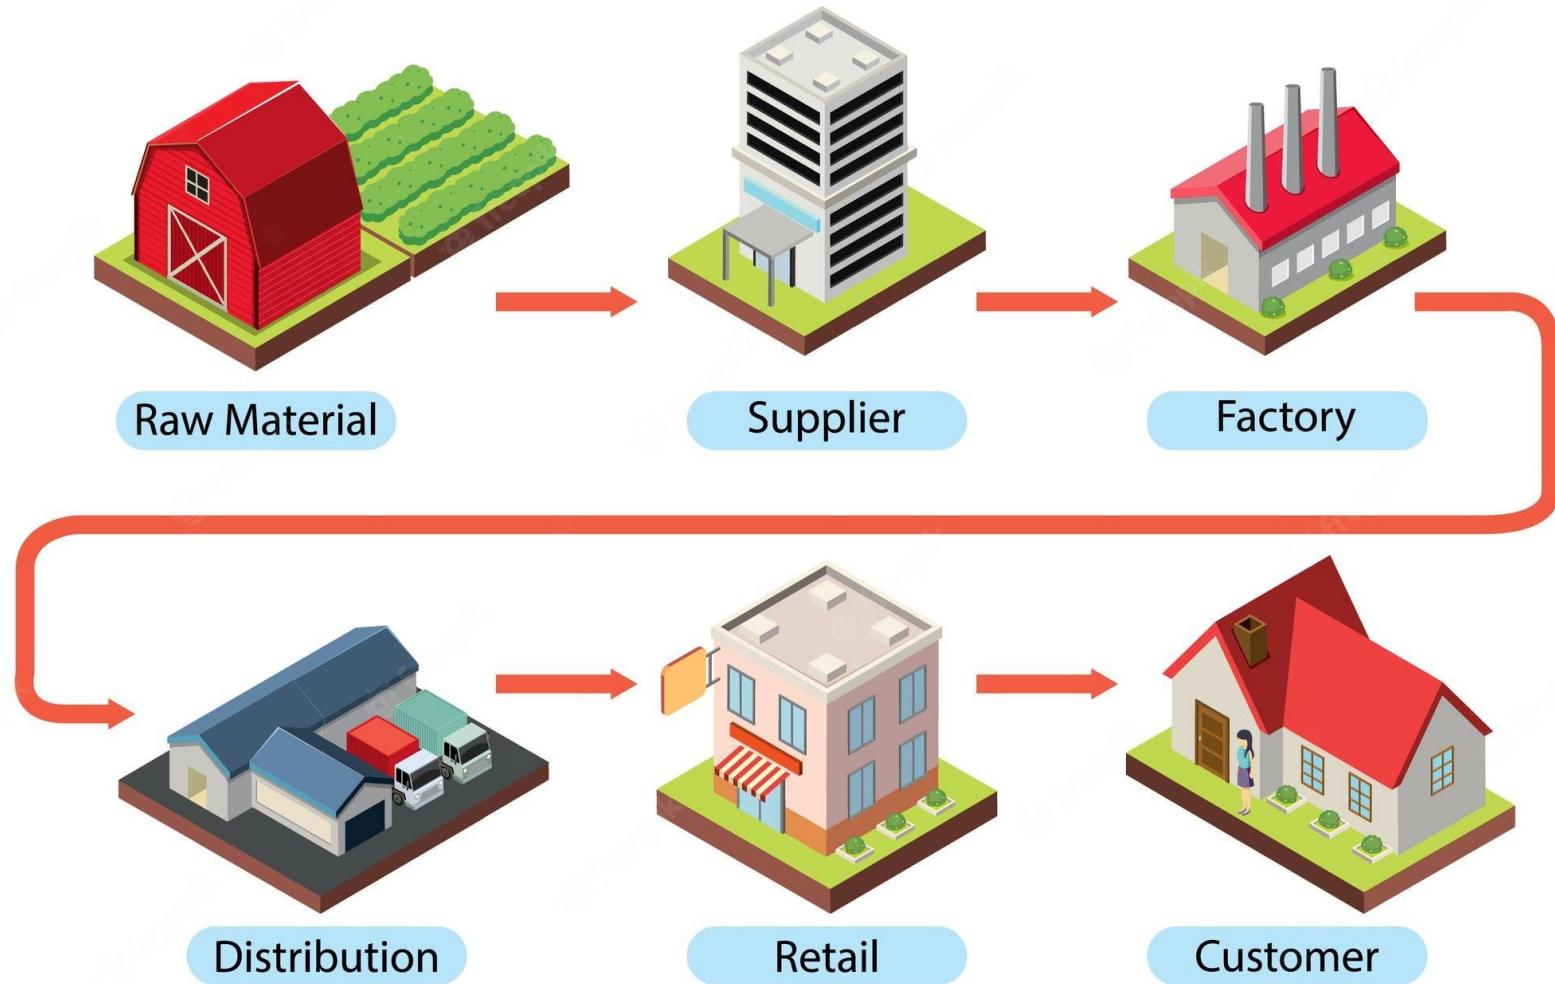 Raw Material
Supplier
Factory
Distribution
Retail
Customer